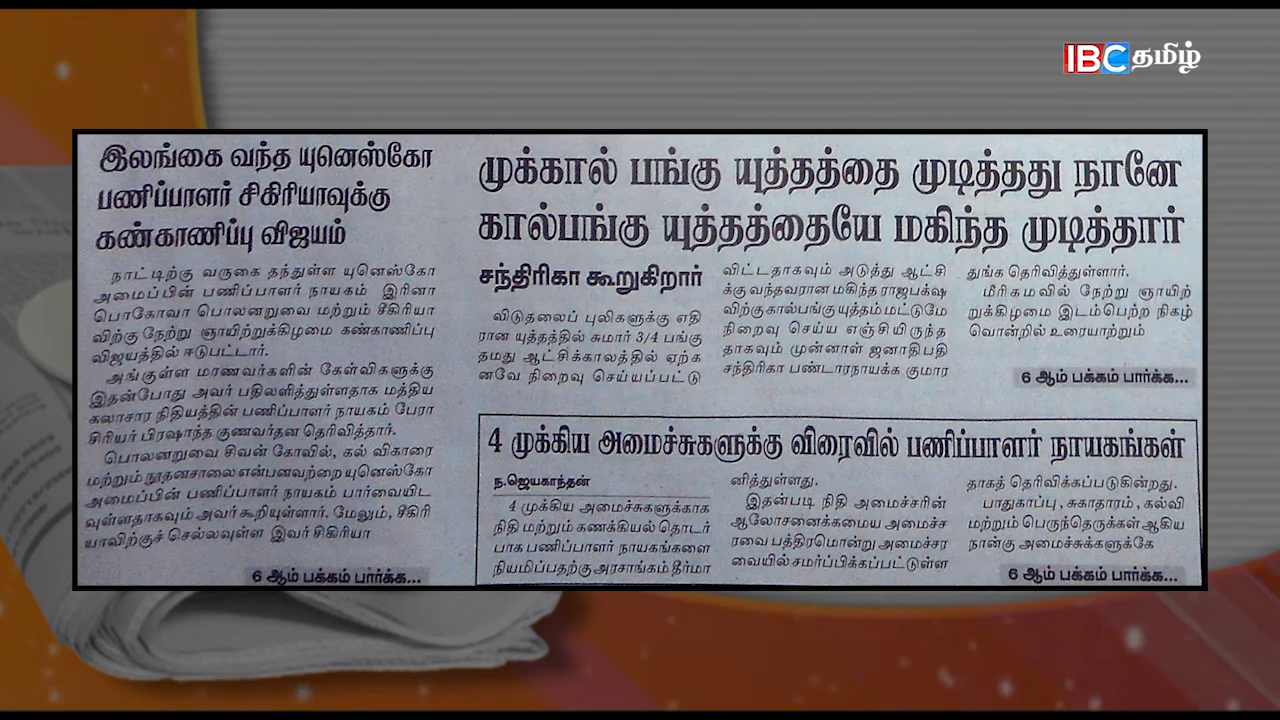 IBC தமிழ்
இலங்கை வந்த யுனெஸ்கோ
பணிப்பாளர் சிகிரியாவுக்கு
கண்காணிப்பு விஜயம்
நாட்டிற்கு வருகை தந்துள்ள யுனெஸ்கோ
அமைப்பின் பணிப்பாளர் நாயகம் இரினா
பொகோவா பொலனறுவை மற்றும் சீகிரியா
விற்கு நேற்று ஞாயிற்றுக்கிழமை கண்காணிப்பு
விஜயத்தில் ஈடுபட்டார்.
அங்குள்ள மாணவர்களின் கேள்விகளுக்கு
இதன்போது அவர் பதிலளித்துள்ளதாக மத்திய
கலாசார நிதியத்தின் பணிப்பாளர் நாயகம் பேரா
சிரியர் பிரஷாந்த குணவர்தன தெரிவித்தார்.
பொலனறுவை சிவன் கோவில், கல் விகாரை
மற்றும் நூதனசாலை என்பனவற்றை யுனெஸ்கோ
அமைப்பின் பணிப்பாளர் நாயகம் பார்வையிட
வுள்ளதாகவும் அவர் கூறியுள்ளார். மேலும், சீகிரி
யாவிற்குச் செல்லவுள்ள இவர் சிகிரியா
6 ஆம் பக்கம் பார்க்க...
முக்கால் பங்கு யுத்தத்தை முடித்தது நானே
கால்பங்கு யுத்தத்தையே மகிந்த முடித்தார்
சந்திரிகா கூறுகிறார்
விடுதலைப் புலிகளுக்கு எதி
ரான யுத்தத்தில் சுமார் 3/4 பங்கு
தமது ஆட்சிக்காலத்தில் ஏற்க
னவே நிறைவு செய்யப்பட்டு
விட்டதாகவும் அடுத்து ஆட்சி
க்கு வந்தவரான மகிந்த ராஜபக்ஷ
விற்கு கால்பங்கு யுத்தம் மட்டுமே
நிறைவு செய்ய எஞ்சியிருந்த
தாகவும் முன்னாள் ஜனாதிபதி
சந்திரிகா பண்டாரநாயக்க குமார
துங்க தெரிவித்துள்ளார்.
மீரிகமவில் நேற்று ஞாயிற்
றுக்கிழமை இடம்பெற்ற நிகழ்
வொன்றில் உரையாற்றும்
6 ஆம் பக்கம் பார்க்க...
4 முக்கிய அமைச்சுகளுக்கு விரைவில் பணிப்பாளர் நாயகங்கள்
ந.ஜெயகாந்தன்
4 முக்கிய அமைச்சுகளுக்காக
நிதி மற்றும் கணக்கியல் தொடர்
பாக பணிப்பாளர் நாயகங்களை
நியமிப்பதற்கு அரசாங்கம் தீர்மா
னித்துள்ளது.
இதன்படி நிதி அமைச்சரின்
ஆலோசனைக்கமைய அமைச்ச
ரவை பத்திரமொன்று அமைச்சர
வையில் சமர்ப்பிக்கப்பட்டுள்ள
தாகத் தெரிவிக்கப்படுகின்றது.
பாதுகாப்பு, சுகாதாரம், கல்வி
மற்றும் பெருந்தெருக்கள் ஆகிய
நான்கு அமைச்சுக்களுக்கே
6 ஆம் பக்கம் பார்க்க...